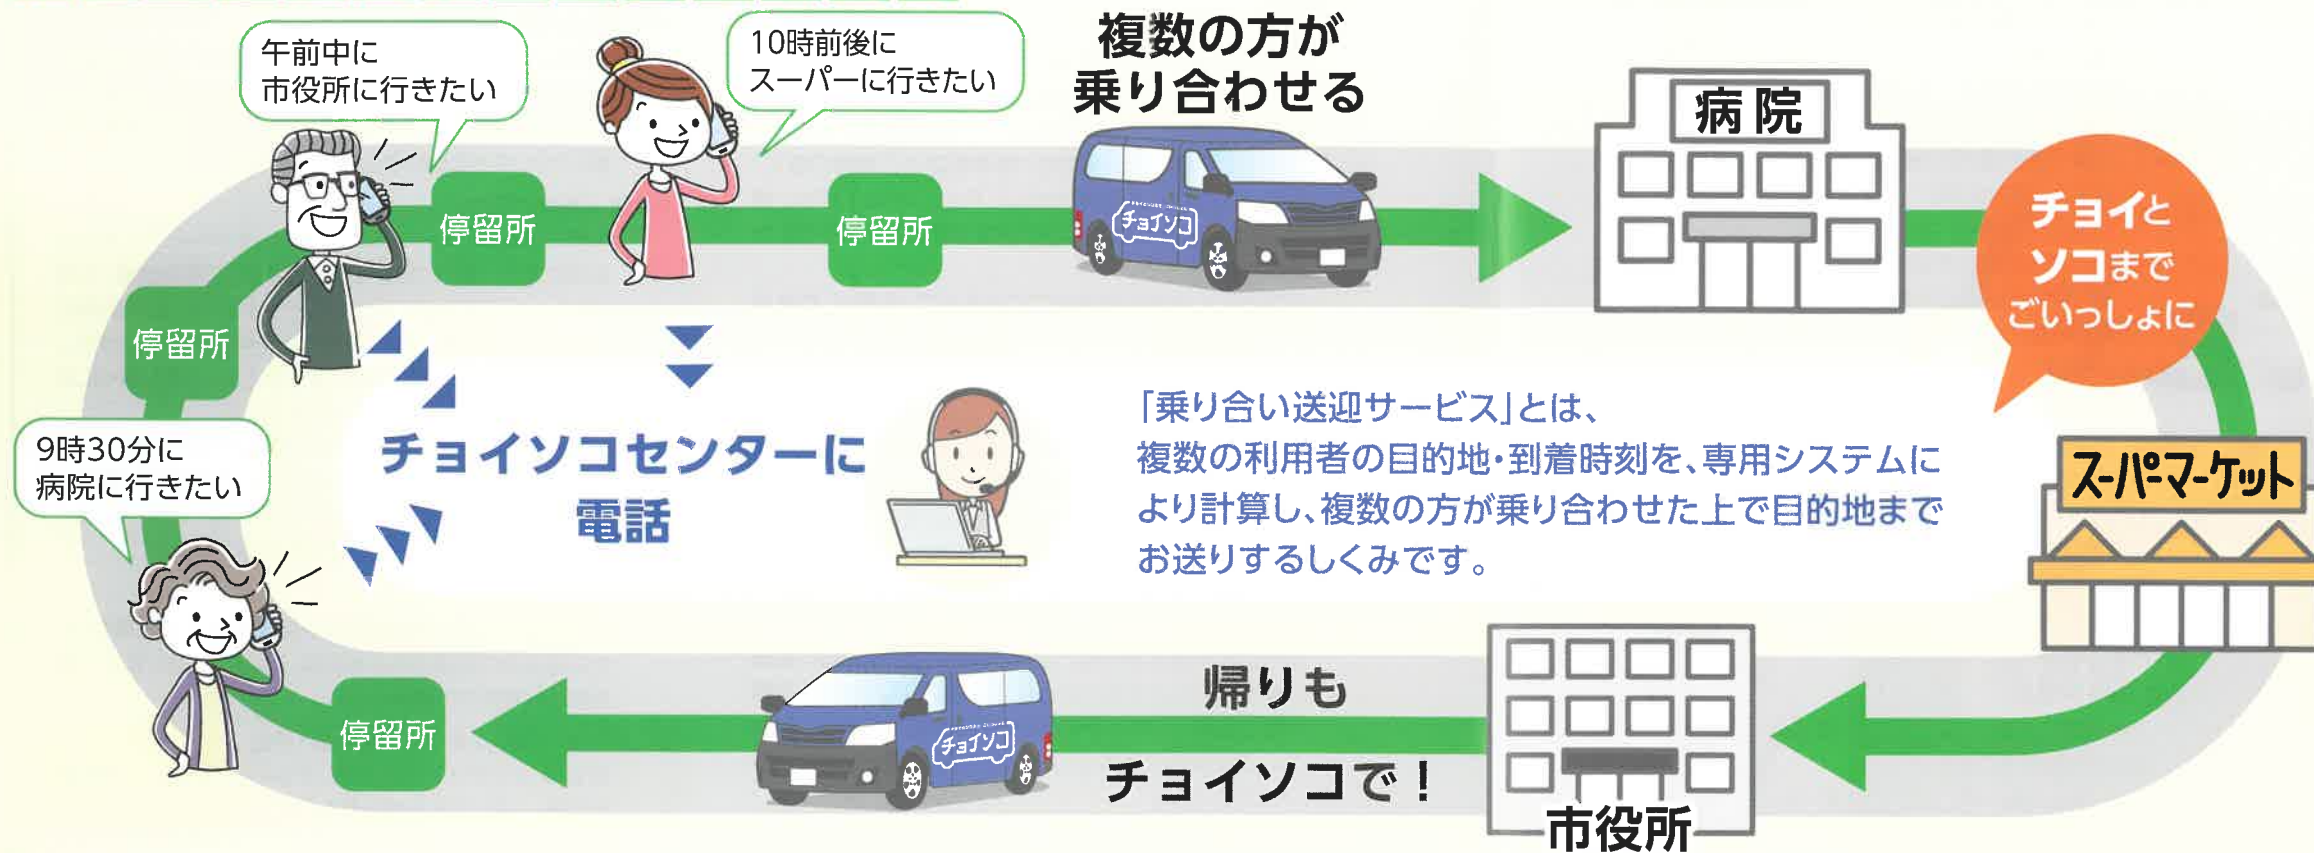 午前中に
市役所に行きたい
10時前後に
スーパーに行きたい
複数の方が
乗り合わせる
病院
停留所
停留所
チョイソコ
チョイと
ソコまで
ごいっしょに
停留所
9時30分に
病院に行きたい
チョイソコセンターに
電話
「乗り合い送迎サービス」とは、
複数の利用者の目的地・到着時刻を、専用システムに
より計算し、複数の方が乗り合わせた上で目的地まで
お送りするしくみです。
スーパーマーケット
停留所
チョイソコ
帰りも
チョイソコで！
市役所